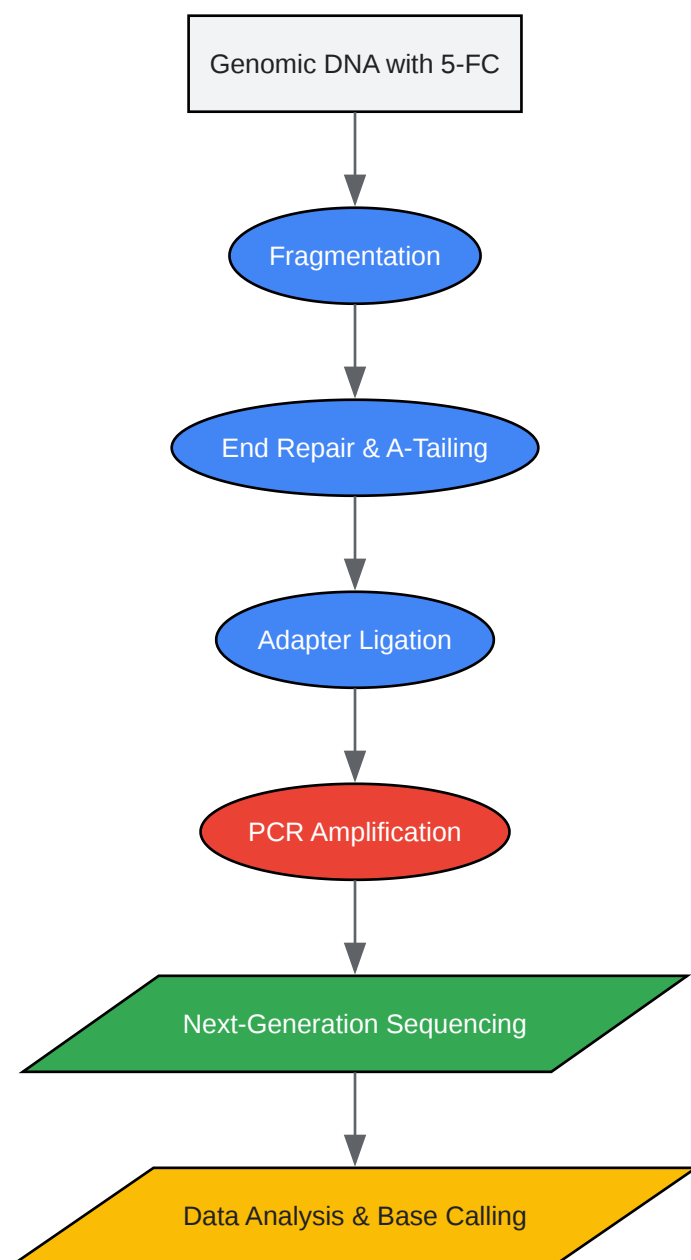 Genomic DNA with 5-FC
Fragmentation
End Repair & A-Tailing
Adapter Ligation
PCR Amplification
Next-Generation Sequencing
Data Analysis & Base Calling